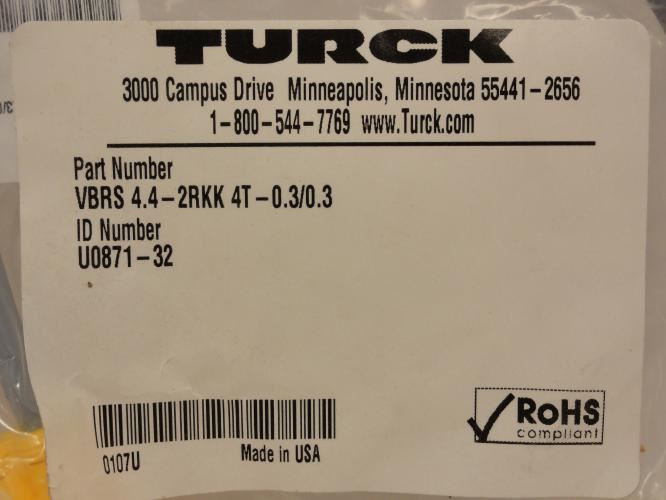 TURCK
3000 Campus Drive Minneapolis, Minnesota 55441-2656
1-800-544-7769 www.Turck.com
Part Number
VBRS 4.4-2RKK 4T-0.3/0.3
ID Number
U0871-32
0107U
Made in USA
RoHS
compliant